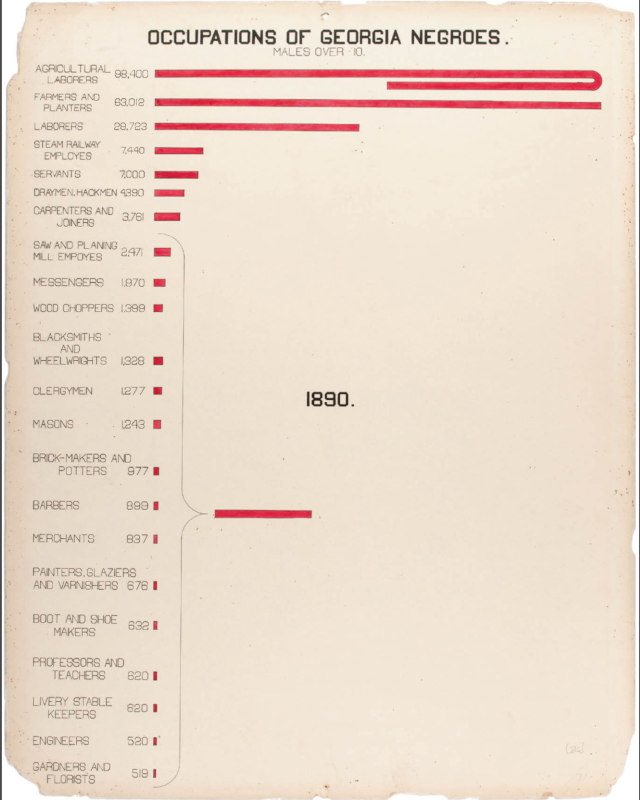 OCCUPATIONS OF GEORGIA NEGROES.
MALES OVER 10.
AGRICULTURAL
LABORERS 98,400
FARMERS AND
PLANTERS 63,012
LABORERS 28,723
STEAM RAILWAY
EMPLOYES 7,440
SERVANTS 7,000
DRAYMEN, HACKMEN 4,390
CARPENTERS AND
JOINERS 3,761
SAW AND PLANING
MILL EMPOYES 2,471
MESSENGERS 1,870
WOOD CHOPPERS 1,399
BLACKSMITHS
AND
WHEELWRIGHTS 1,328
CLERGYMEN 1,277
1890.
MASONS 1,243
BRICK-MAKERS AND
POTTERS 977
BARBERS 899
MERCHANTS 837
PAINTERS, GLAZIERS
AND VARNISHERS 676
BOOT AND SHOE
MAKERS 632
PROFESSORS AND
TEACHERS 620
LIVERY STABLE
KEEPERS 620
ENGINEERS 520
GARDNERS AND
FLORISTS 519